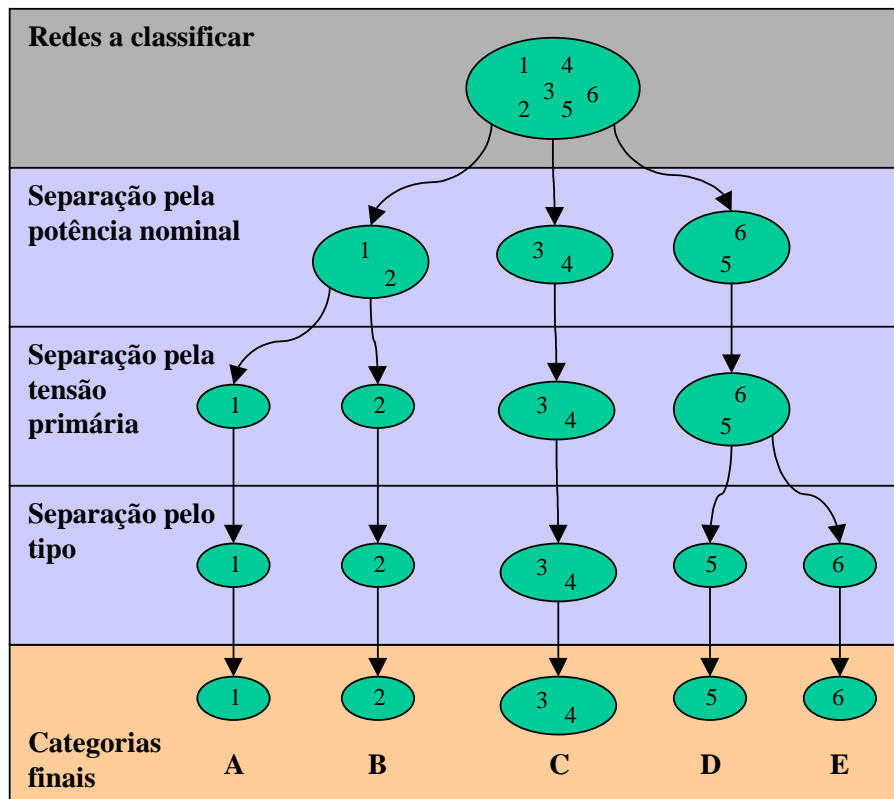 Redes a classificar
1 4
3 6
2 5
Separação pela
potência nominal
1
2
3
4
6
5
Separação pela
tensão
primária
1
2
3
4
6
5
Separação pelo
tipo
1
2
3
4
5
6
1
2
3
4
5
6
Categorias
finais
A B C D E